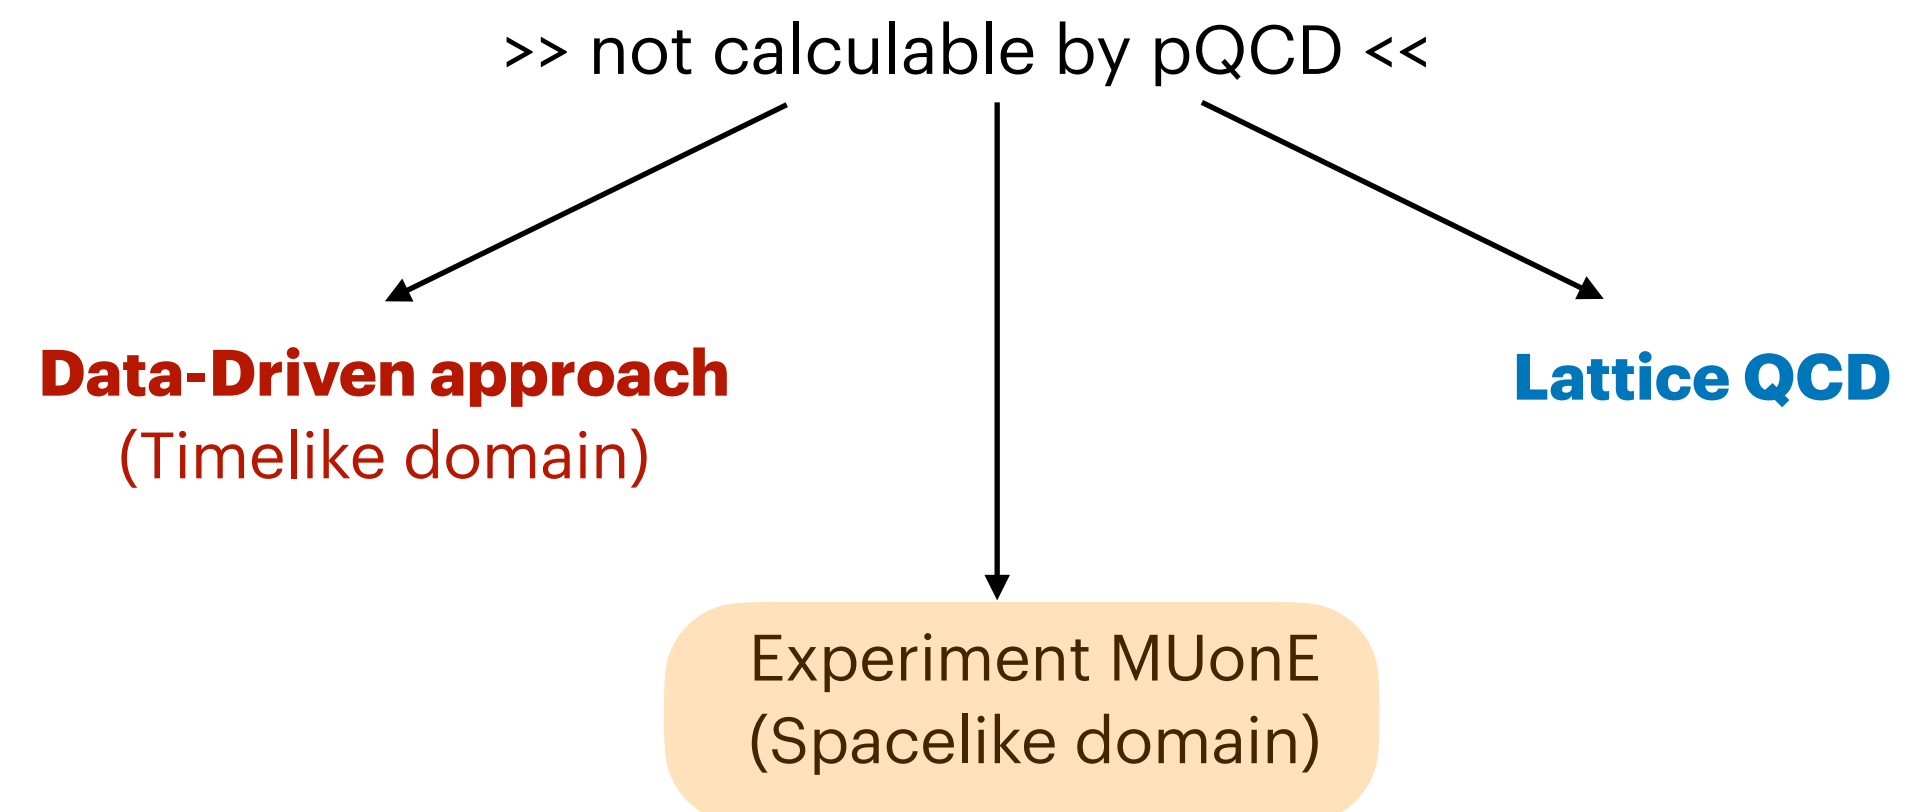 >> not calculable by pQCD <<
Data-Driven approach
(Timelike domain)
Lattice QCD
Experiment MUonE
(Spacelike domain)